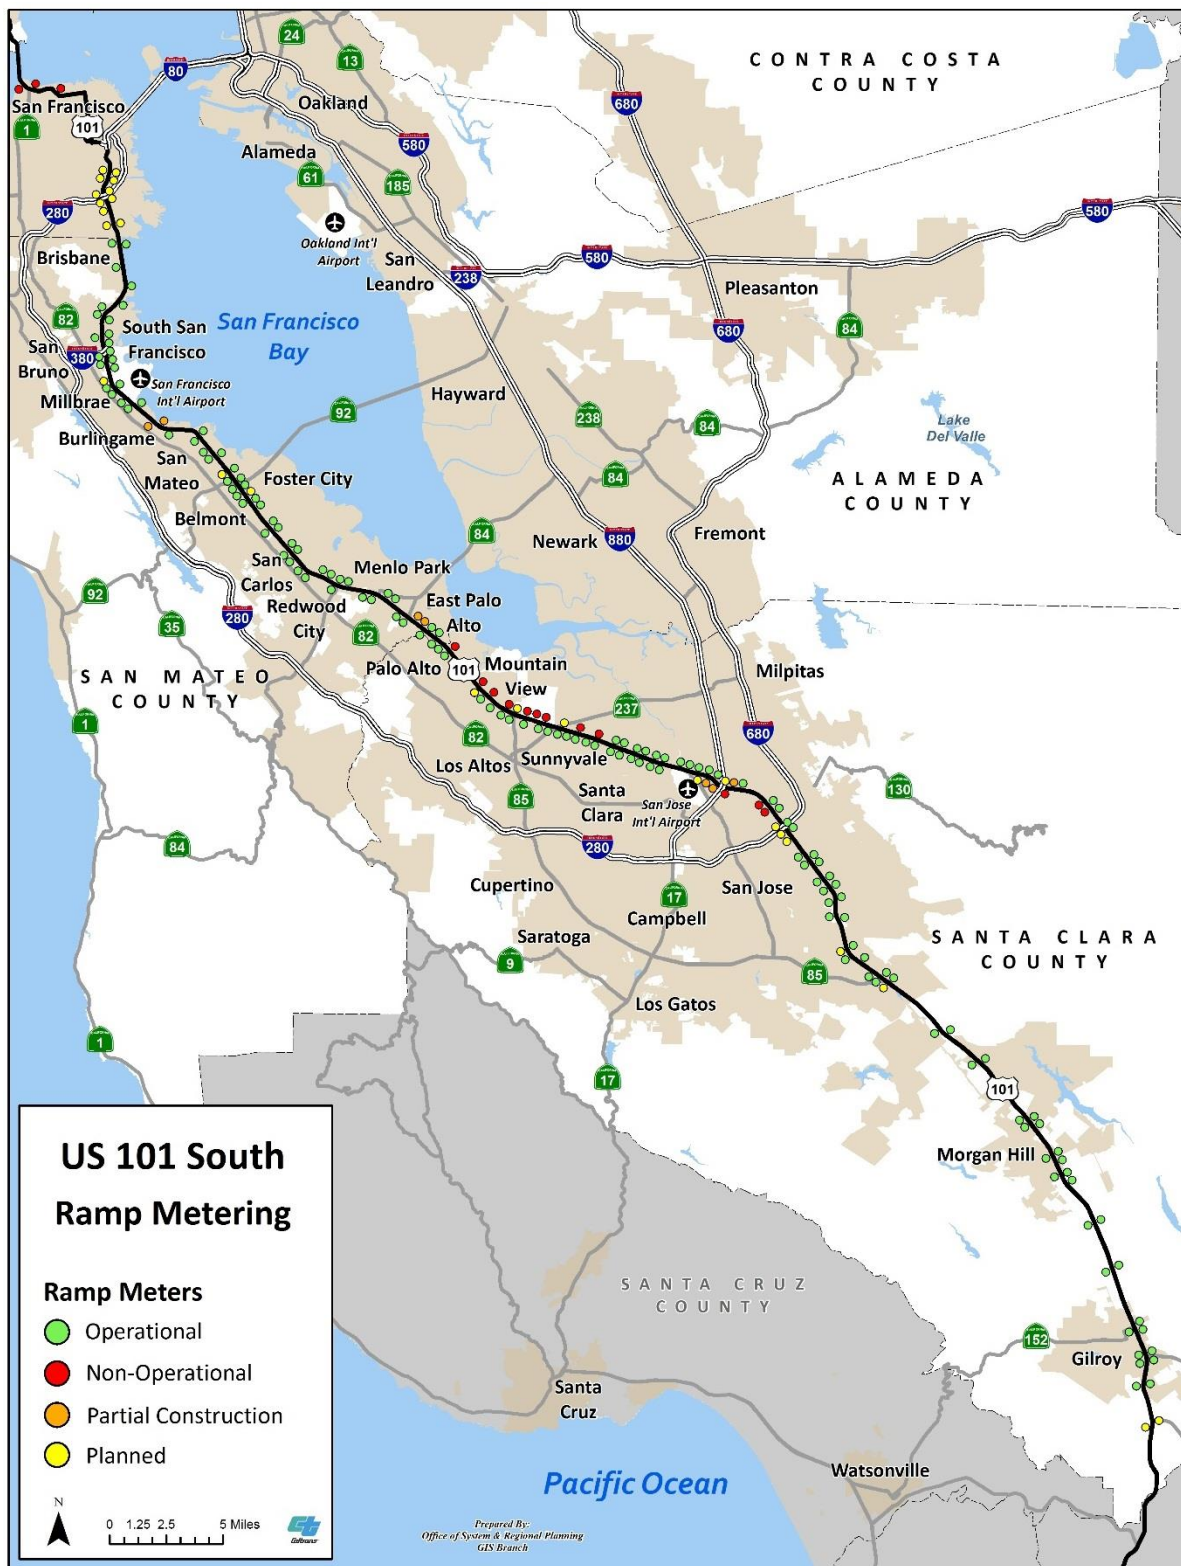 24
13
CONTRA COSTA
COUNTY
80
680
Oakland
San Francisco
1
101
580
Alameda
61
185
280
580
Oakland Int'l
Airport
580
Brisbane
San
Leandro
238
Pleasanton
82
South San
Francisco
San Francisco
Bay
680
84
San
Bruno
380
San Francisco
Int'l Airport
Millbrae
Hayward
92
238
84
Lake
Del Valle
Burlingame
San
Mateo
Foster City
84
ALAMEDA
COUNTY
Belmont
84
Newark
880
Fremont
San
Carlos
Menlo Park
92
35
280
Redwood
City
East Palo
Alto
82
SAN MATEO
COUNTY
Palo Alto
101
Mountain
View
Milpitas
1
237
82
680
Los Altos
Sunnyvale
85
Santa
Clara
San Jose
Int'l Airport
130
84
280
Cupertino
17
San Jose
Campbell
Saratoga
SANTA CLARA
COUNTY
9
85
Los Gatos
1
17
101
US 101 South
Ramp Metering
Morgan Hill
Ramp Meters
Operational
Non-Operational
Partial Construction
Planned
SANTA CRUZ
COUNTY
152
Gilroy
Santa
Cruz
Watsonville
Pacific Ocean
N
0 1.25 2.5 5 Miles
Caltrans
Prepared By:
Office of System & Regional Planning
GIS Branch